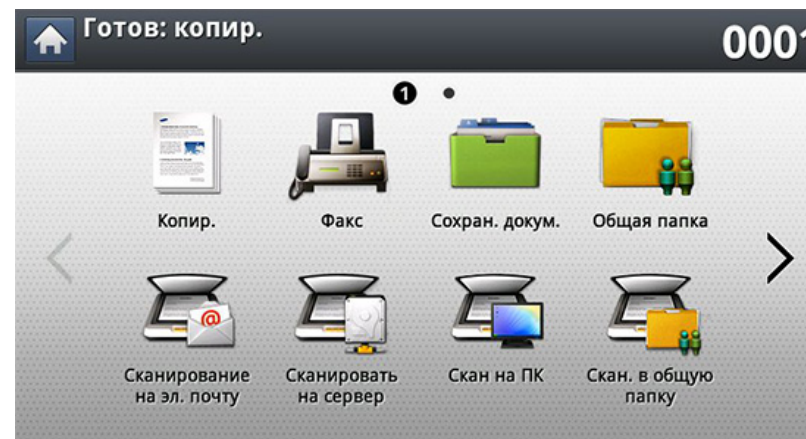 Готов: копир.
0001
1
Копир.
Факс
Сохран. докум.
Общая папка
Сканирование
на эл. почту
Сканировать
на сервер
Скан на ПК
Скан. в общую
папку